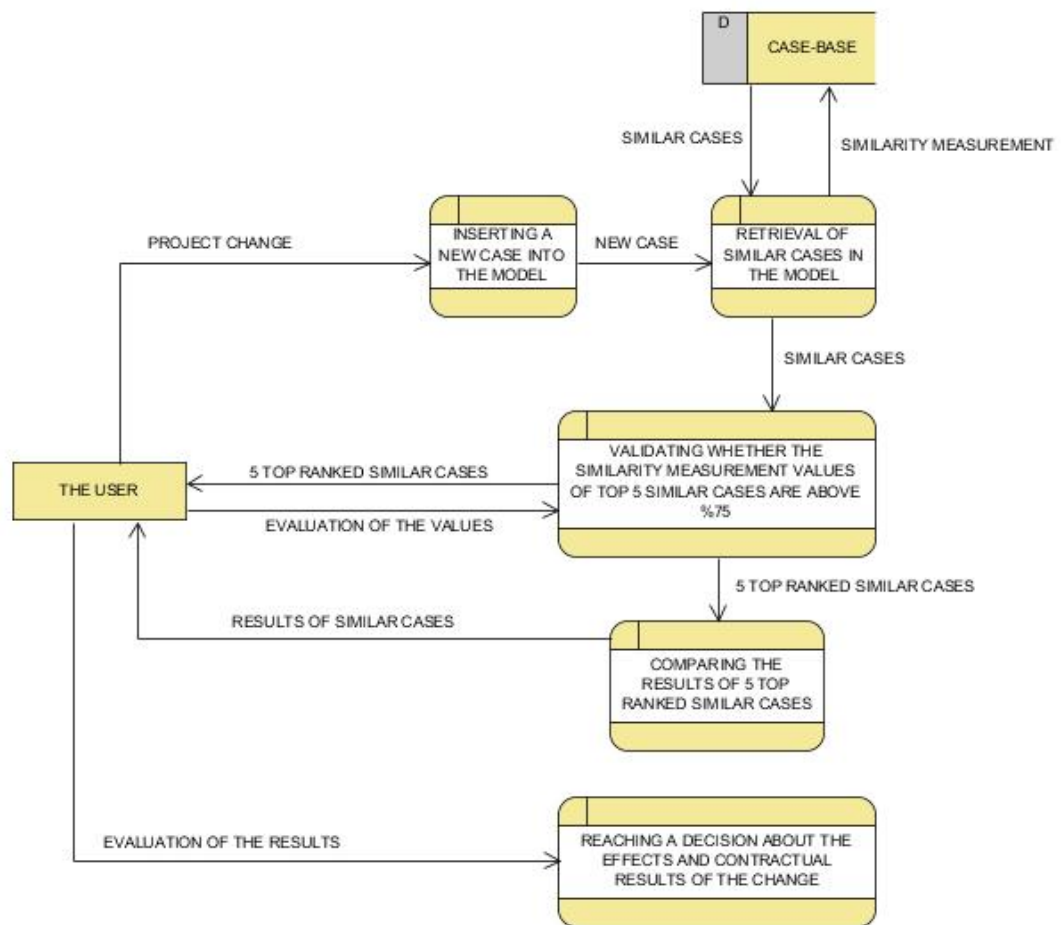 D
CASE-BASE
SIMILAR CASES
SIMILARITY MEASUREMENT
PROJECT CHANGE
INSERTING A
NEW CASE INTO
THE MODEL
NEW CASE
RETRIEVAL OF
SIMILAR CASES IN
THE MODEL
SIMILAR CASES
VALIDATING WHETHER THE
SIMILARITY MEASUREMENT VALUES
OF TOP 5 SIMILAR CASES ARE ABOVE
%75
5 TOP RANKED SIMILAR CASES
THE USER
EVALUATION OF THE VALUES
5 TOP RANKED SIMILAR CASES
RESULTS OF SIMILAR CASES
COMPARING THE
RESULTS OF 5 TOP
RANKED SIMILAR CASES
EVALUATION OF THE RESULTS
REACHING A DECISION ABOUT THE
EFFECTS AND CONTRACTUAL
RESULTS OF THE CHANGE